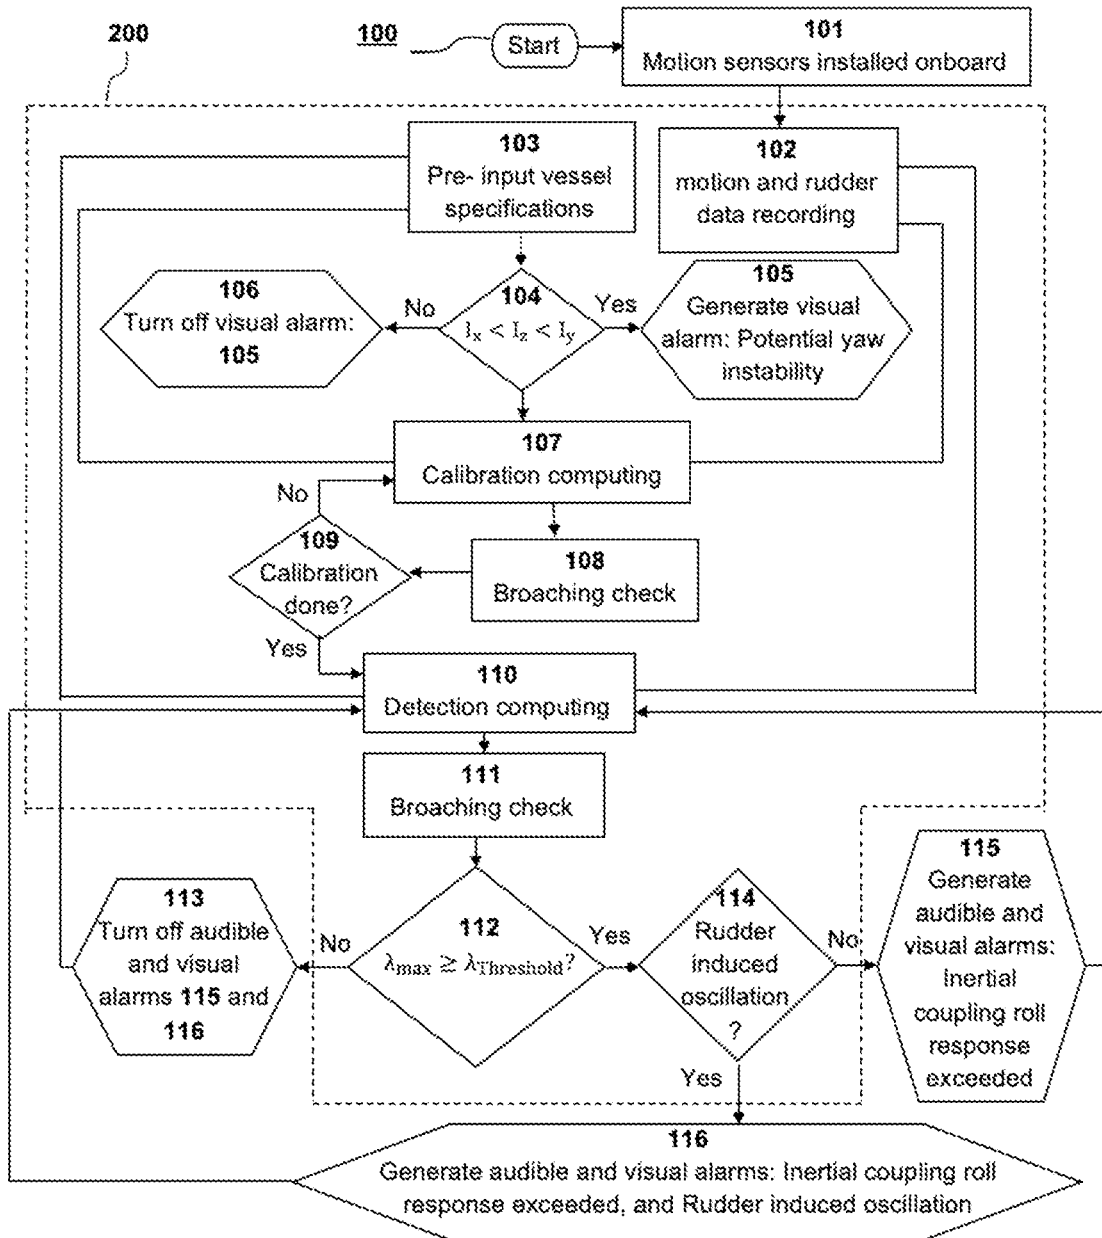 200
100
Start
101
Motion sensors installed onboard
103
Pre- input vessel
specifications
102
motion and rudder
data recording
106
Turn off visual alarm:
105
No
104
I_x < I_z < I_y
Yes
105
Generate visual
alarm: Potential yaw
instability
107
Calibration computing
No
109
Calibration
done?
108
Broaching check
Yes
110
Detection computing
111
Broaching check
113
Turn off audible
and visual
alarms 115 and
116
No
112
λ_max ≥ λ_Threshold?
Yes
114
Rudder
induced
oscillation
?
No
115
Generate
audible and
visual alarms:
Inertial
coupling roll
response
exceeded
Yes
116
Generate audible and visual alarms: Inertial coupling roll
response exceeded, and Rudder induced oscillation